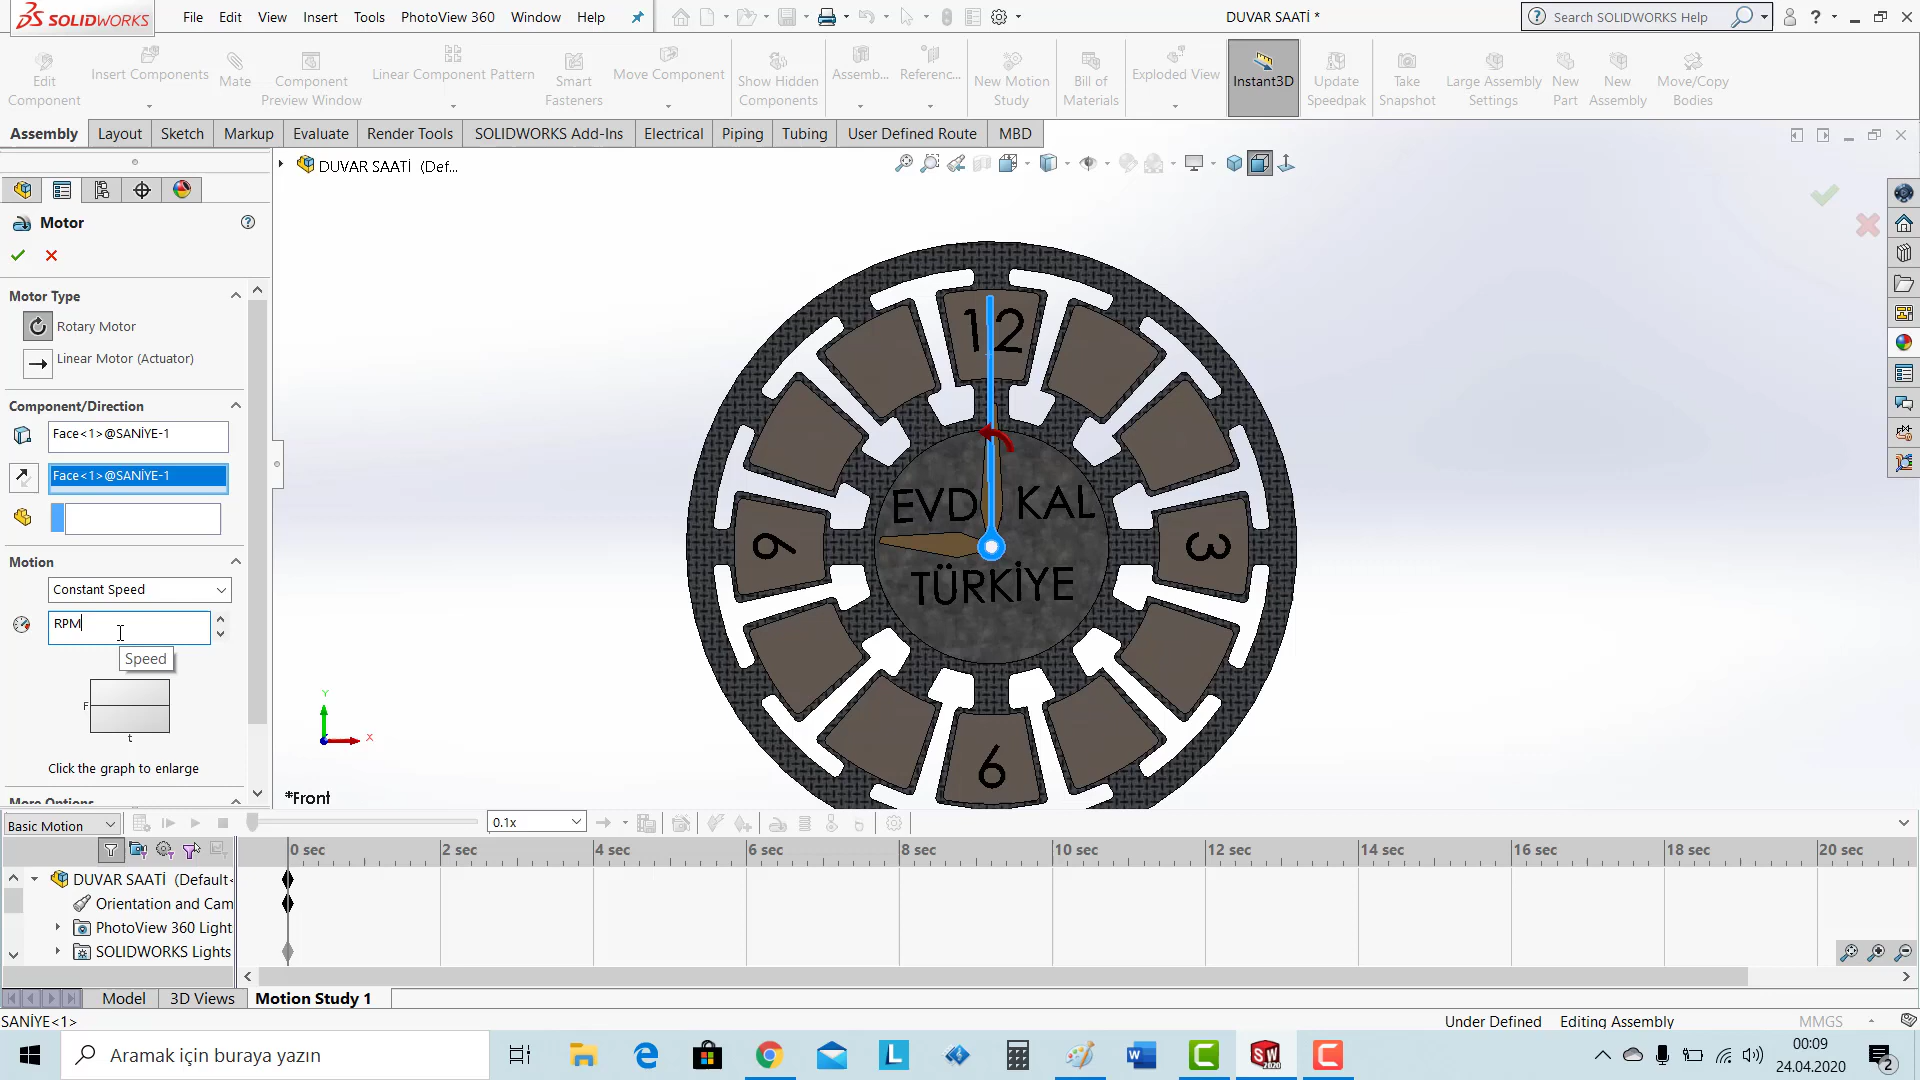 SOLIDWORKS
File Edit View Insert Tools PhotoView 360 Window Help
DUVAR SAATİ *
Search SOLIDWORKS Help
Edit Component
Insert Components
Mate
Component Preview Window
Linear Component Pattern
Smart Fasteners
Move Component
Show Hidden Components
Assemb...
Referenc...
New Motion Study
Bill of Materials
Exploded View
Instant3D
Update Speedpak
Take Snapshot
Large Assembly Settings
New Part
New Assembly
Move/Copy Bodies
Assembly Layout Sketch Markup Evaluate Render Tools SOLIDWORKS Add-Ins Electrical Piping Tubing User Defined Route MBD
DUVAR SAATİ (Def...
Motor
Motor Type
Rotary Motor
Linear Motor (Actuator)
Component/Direction
Face<1>@SANİYE-1
Face<1>@SANİYE-1
Motion
Constant Speed
RPM
Speed
F
t
Click the graph to enlarge
More Options
12
EVD KAL
9 3
TÜRKİYE
6
Y
X
*Front
Basic Motion
0.1x
0 sec 2 sec 4 sec 6 sec 8 sec 10 sec 12 sec 14 sec 16 sec 18 sec 20 sec
DUVAR SAATİ (Default<
Orientation and Cam
PhotoView 360 Light
SOLIDWORKS Lights
Model 3D Views Motion Study 1
SANİYE<1>
Under Defined Editing Assembly MMGS
Aramak için buraya yazın
00:09
24.04.2020
2